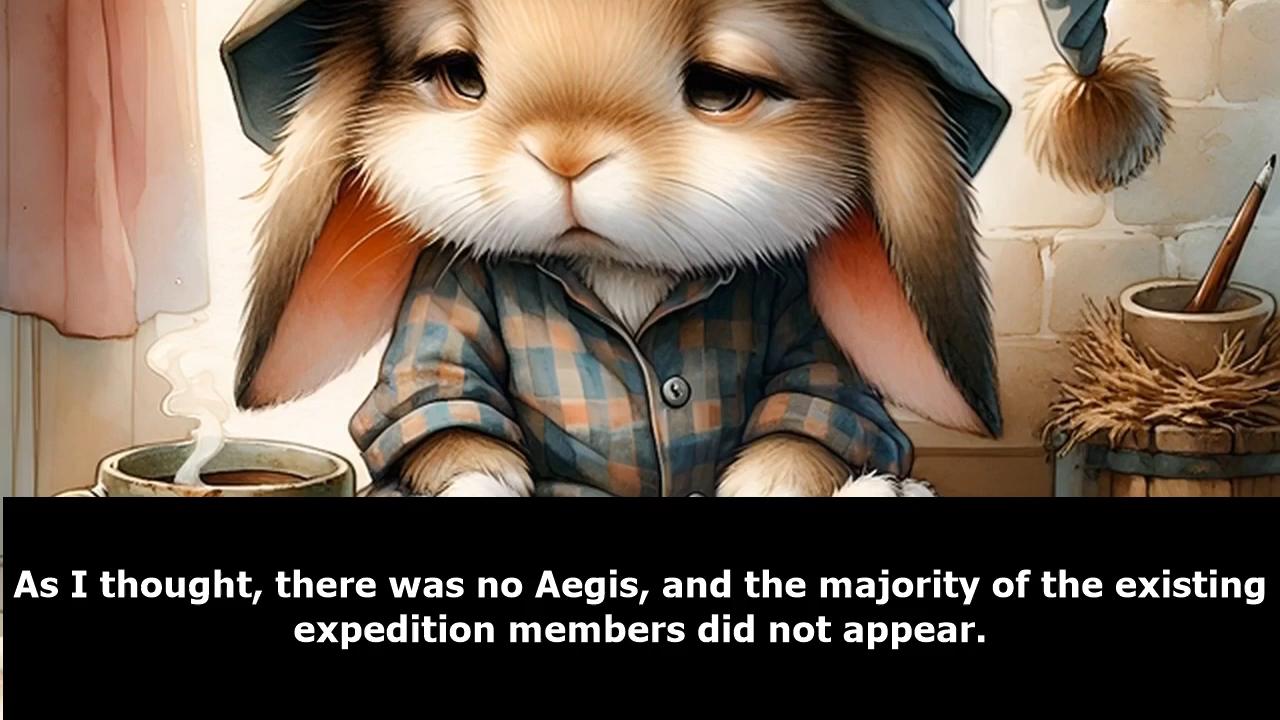 As I thought, there was no Aegis, and the majority of the existing
expedition members did not appear.